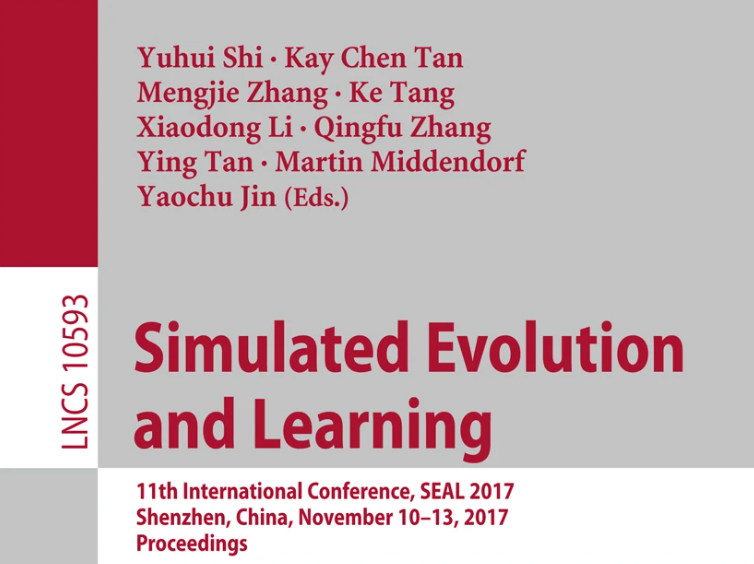 Yuhui Shi · Kay Chen Tan
Mengjie Zhang · Ke Tang
Xiaodong Li · Qingfu Zhang
Ying Tan · Martin Middendorf
Yaochu Jin (Eds.)
LNCS 10593
Simulated Evolution
and Learning
11th International Conference, SEAL 2017
Shenzhen, China, November 10–13, 2017
Proceedings